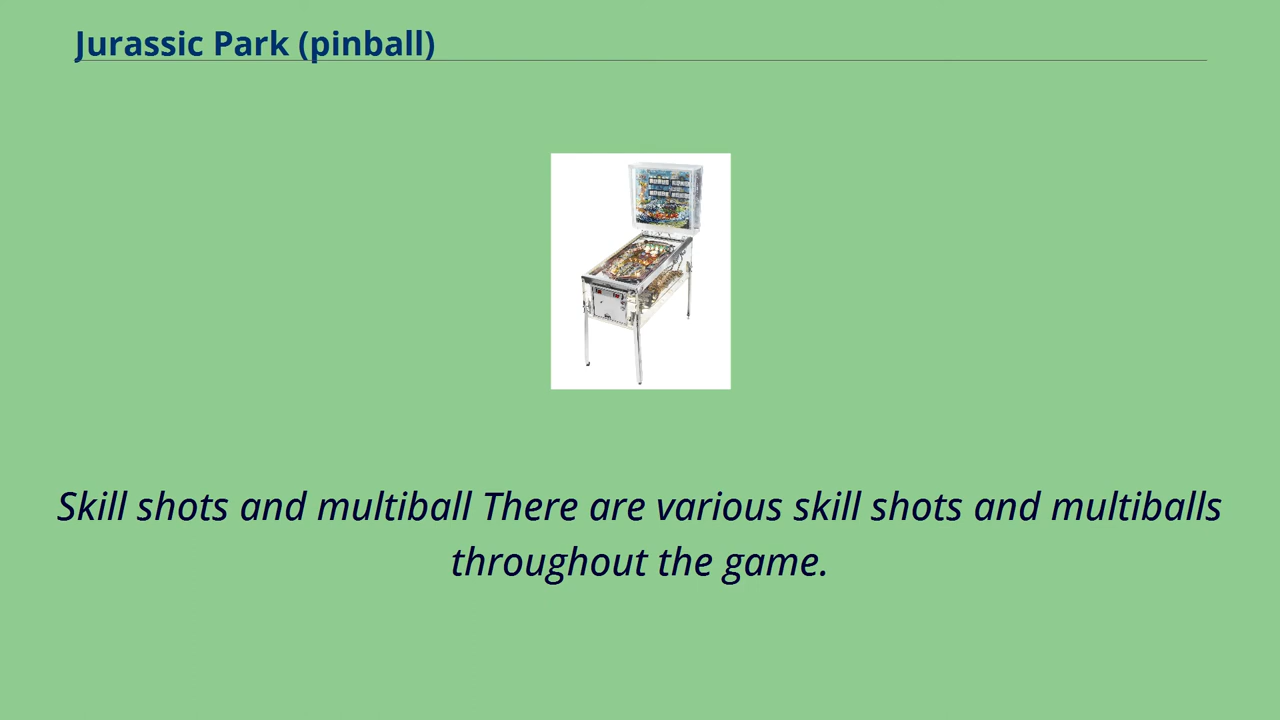 Jurassic Park (pinball)
Skill shots and multiball There are various skill shots and multiballs
throughout the game.